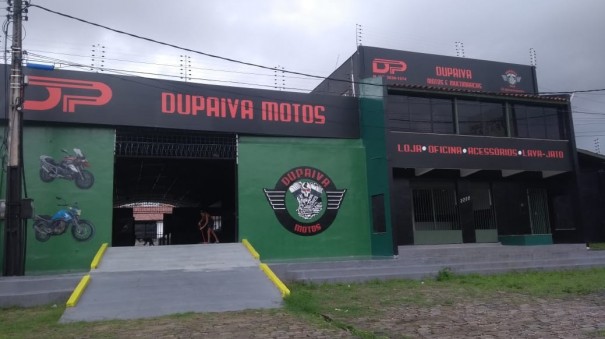 DP
DUPAIVA MOTOS
DP
DUPAIVA
LOJA • OFICINA • ACESSÓRIOS • LAVA-JATO
DUPAIVA
MOTOS